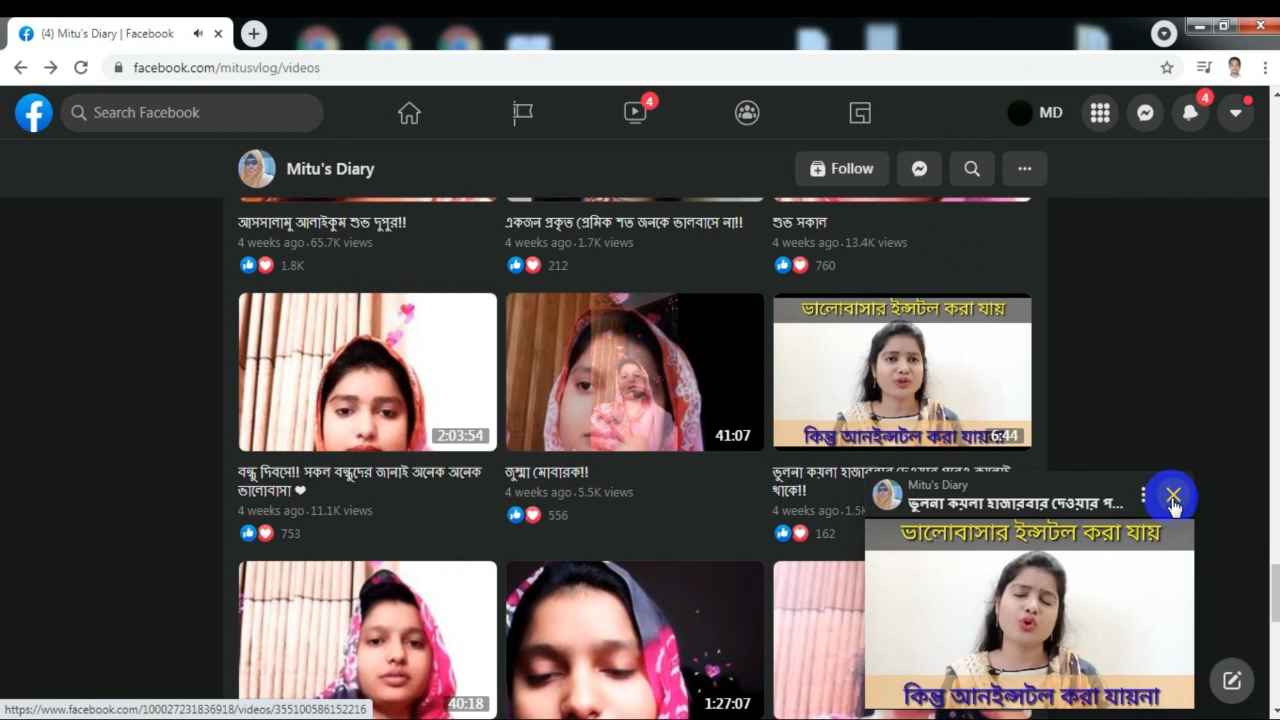 (4) Mitu's Diary | Facebook
facebook.com/mitusvlog/videos
Search Facebook
4
MD
4
Mitu's Diary
Follow
আসসালামু আলাইকুম শুভ দুপুর!!
4 weeks ago · 65.7K views
1.8K
একজন প্রকৃত প্রেমিক শত জনকে ভালবাসে না!!
4 weeks ago · 1.7K views
212
শুভ সকাল
4 weeks ago · 13.4K views
760
2:03:54
বন্ধু দিবসে!! সকল বন্ধুদের জানাই অনেক অনেক
ভালোবাসা ❤
4 weeks ago · 11.1K views
753
41:07
জুম্মা মোবারক!!
4 weeks ago · 5.5K views
556
ভালোবাসার ইন্সটল করা যায়
কিন্তু আনইন্সটল করা যায়
6:44
থাকে!!
4 weeks ago · 1.5K
162
Mitu's Diary
ভুলনা কয়লা হাজারবার দেওয়ার প...
ভালোবাসার ইন্সটল করা যায়
কিন্তু আনইন্সটল করা যায়না
40:18
1:27:07
https://www.facebook.com/100027231836918/videos/355100586152216